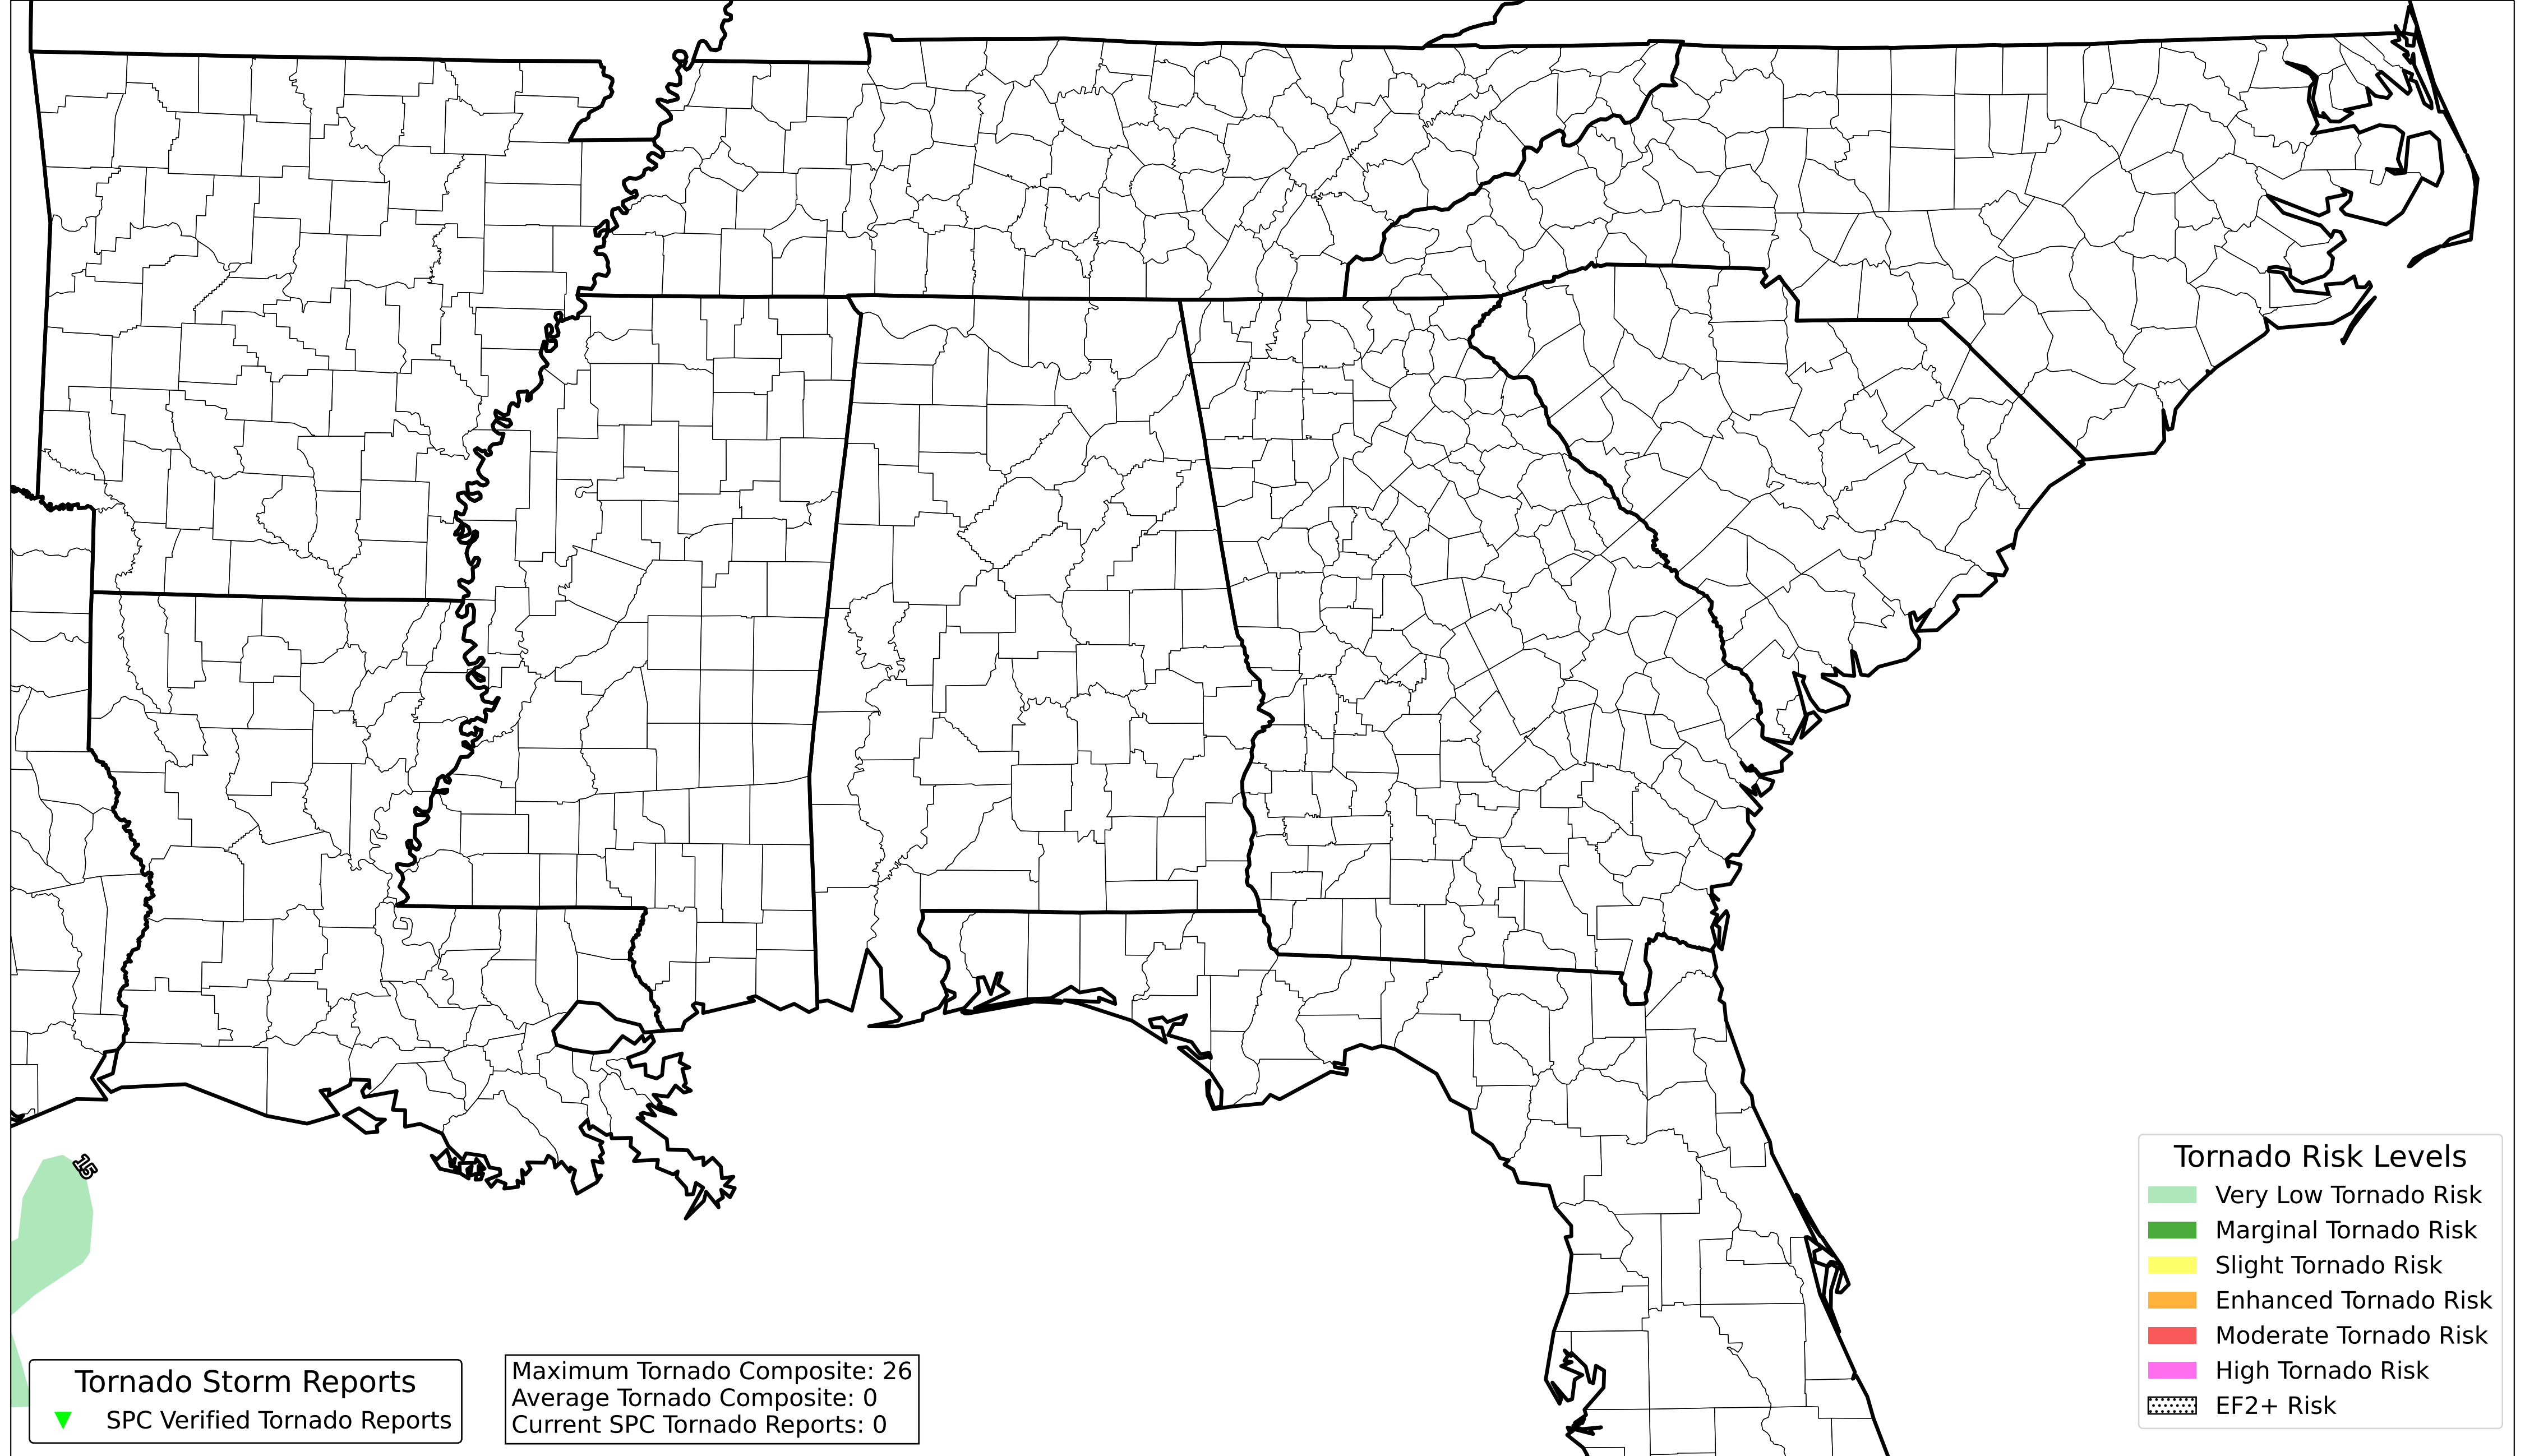 15
Tornado Storm Reports
SPC Verified Tornado Reports
Maximum Tornado Composite: 26
Average Tornado Composite: 0
Current SPC Tornado Reports: 0
Tornado Risk Levels
Very Low Tornado Risk
Marginal Tornado Risk
Slight Tornado Risk
Enhanced Tornado Risk
Moderate Tornado Risk
High Tornado Risk
EF2+ Risk